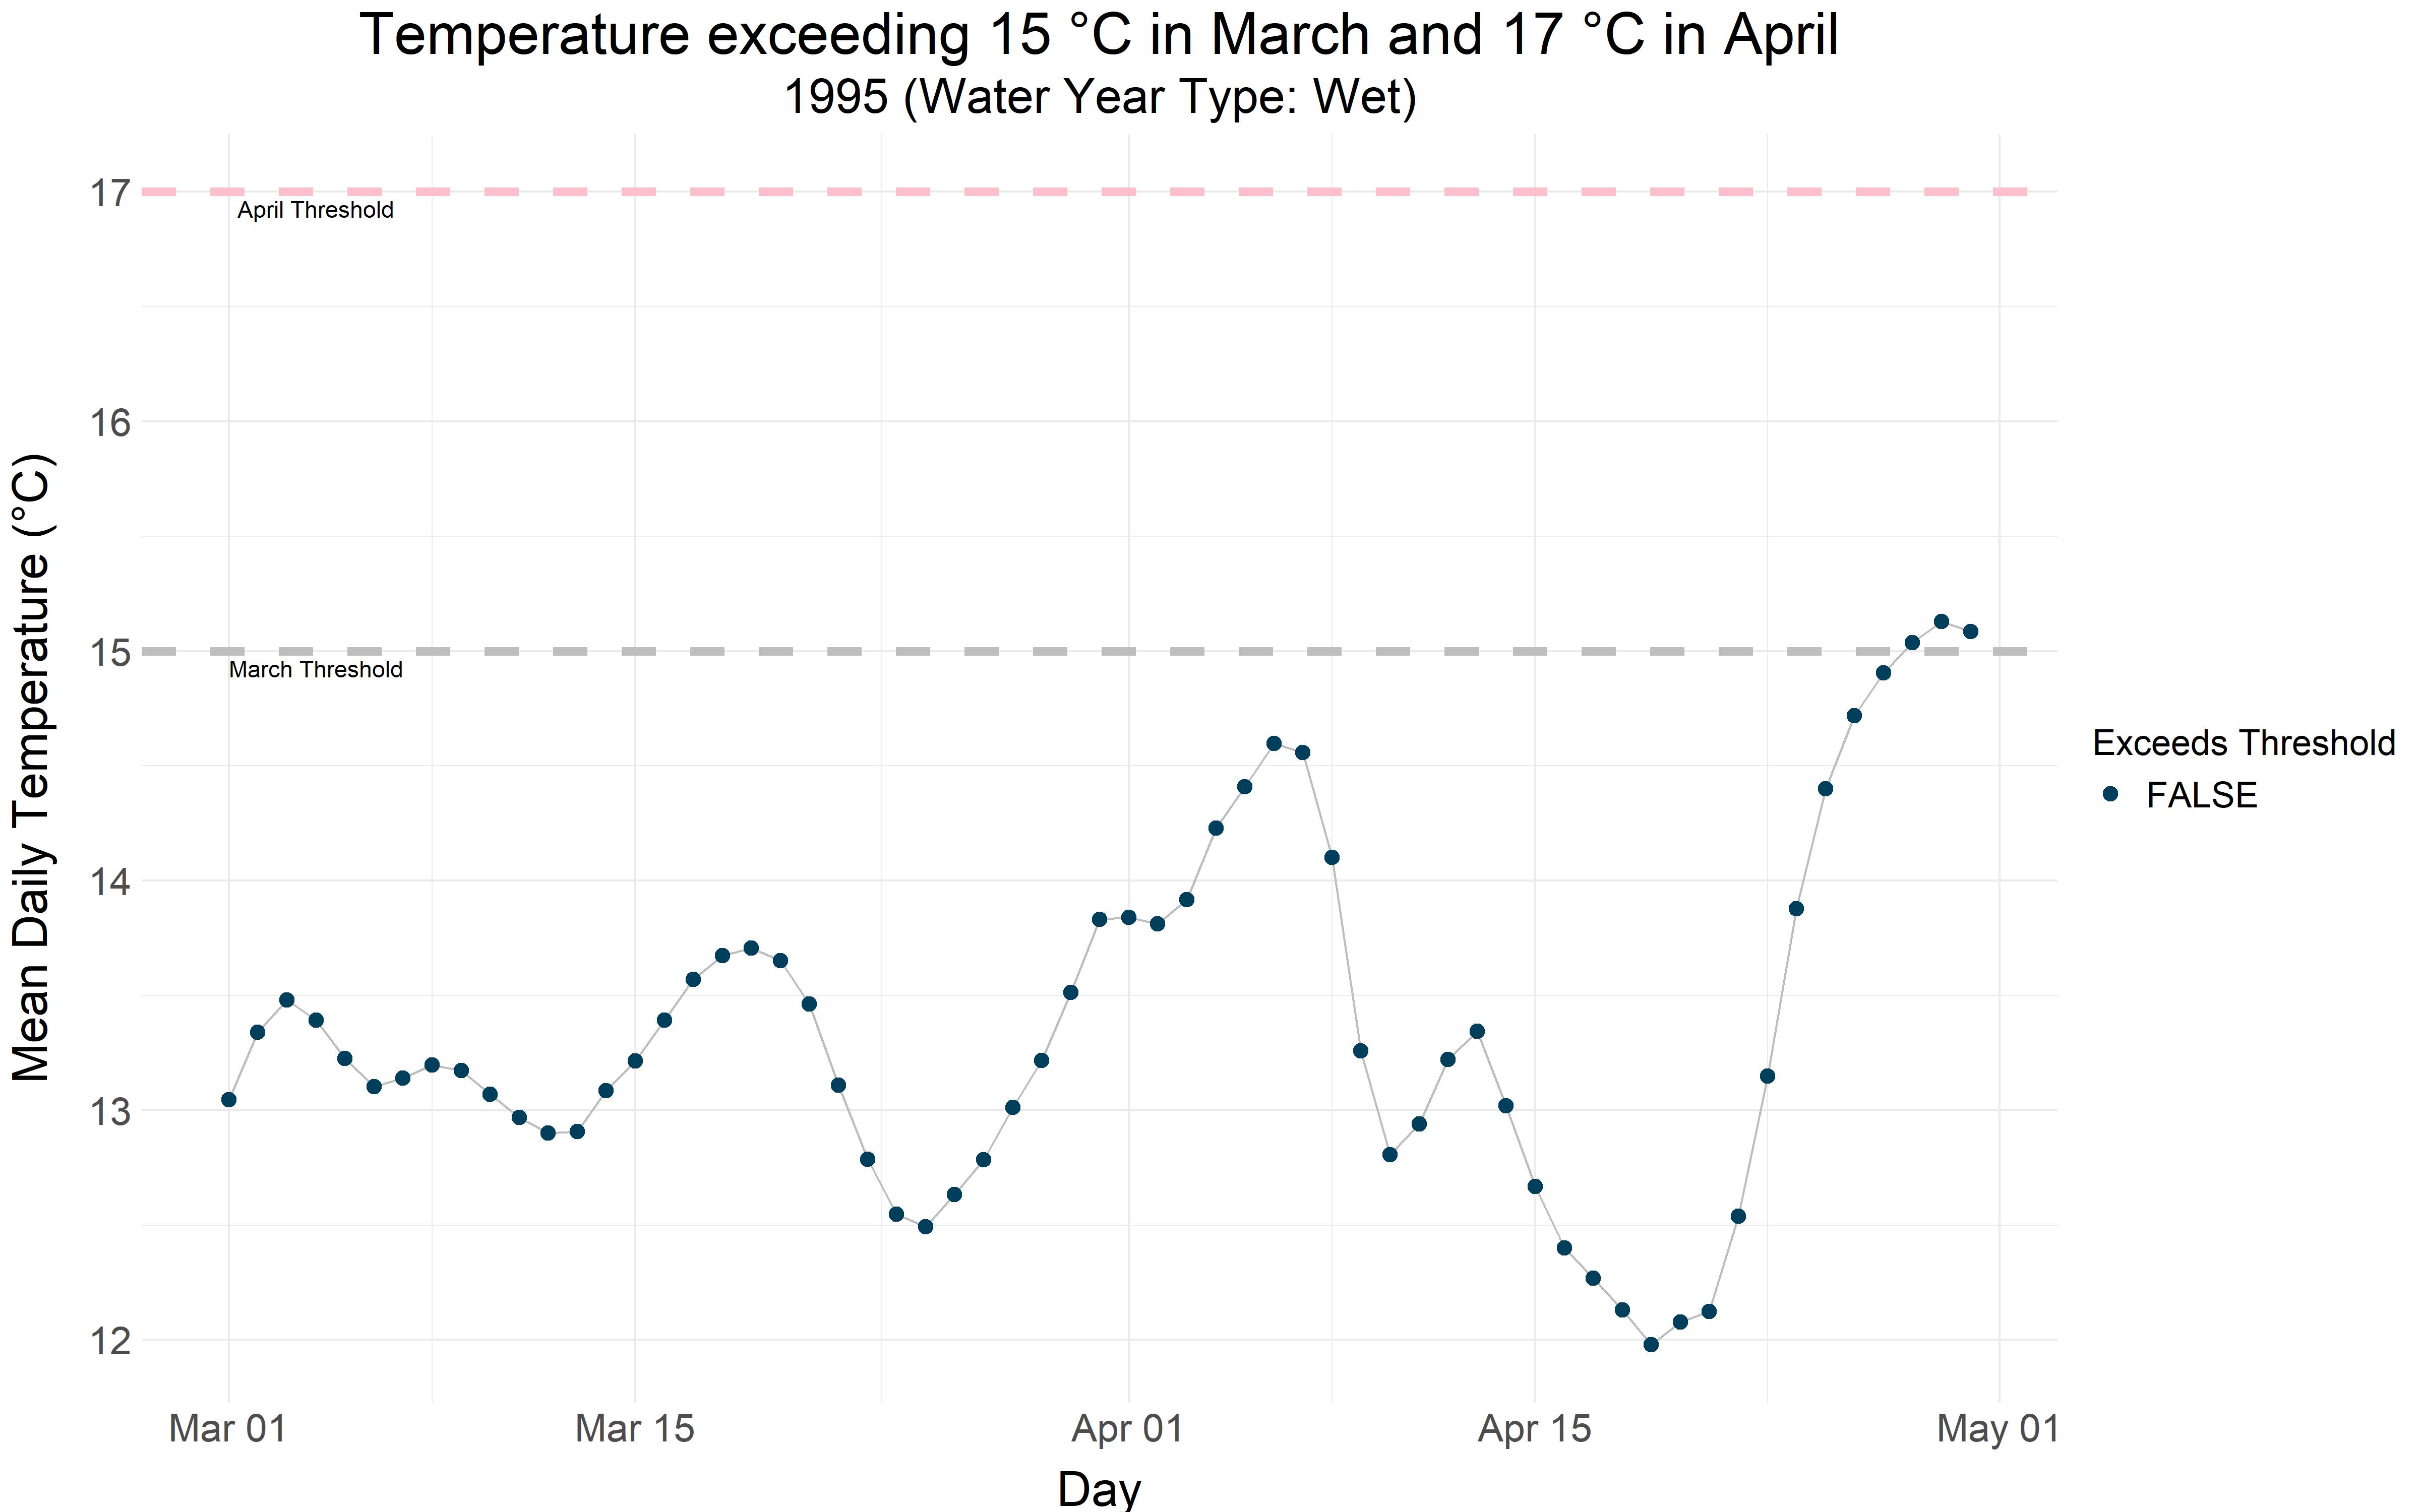 Temperature exceeding 15 °C in March and 17 °C in April
1995 (Water Year Type: Wet)
Mean Daily Temperature (°C)
17
April Threshold
16
15
March Threshold
14
13
12
Exceeds Threshold
FALSE
Mar 01
Mar 15
Apr 01
Apr 15
May 01
Day